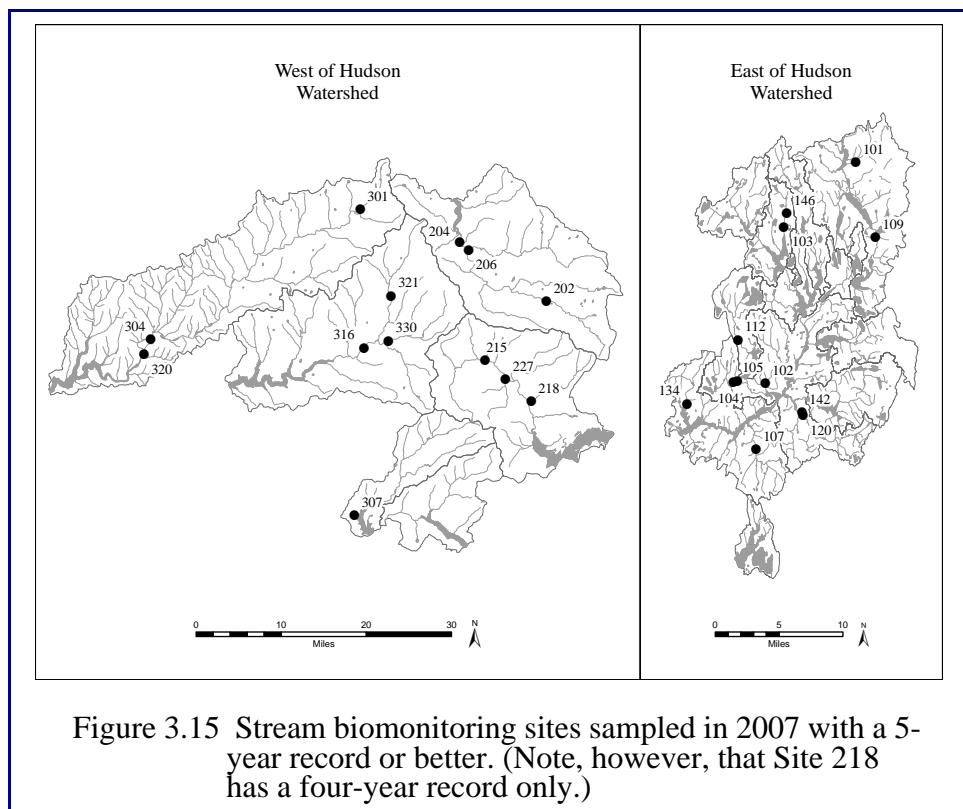 West of Hudson
Watershed
301
204
206
321
202
304
316
330
215
320
227
218
307
0 10 20 30
Miles
N
East of Hudson
Watershed
101
146
109
103
112
105
102
134
104
142
120
107
0 5 10
Miles
N
Figure 3.15 Stream biomonitoring sites sampled in 2007 with a 5-
year record or better. (Note, however, that Site 218
has a four-year record only.)